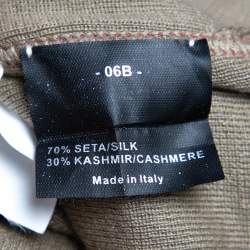 - 06B -
70% SETA/SILK
30% KASHMIR/CASHMERE
Made in Italy